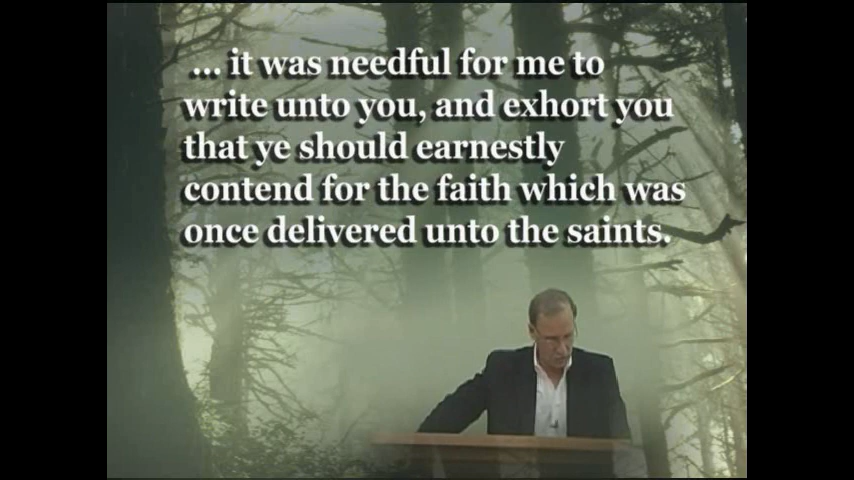 ... it was needful for me to
write unto you, and exhort you
that ye should earnestly
contend for the faith which was
once delivered unto the saints.